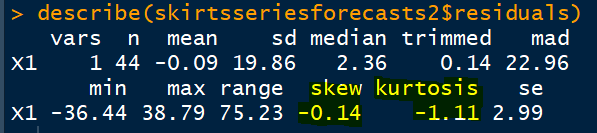 > describe(skirtsseriesforecasts2$residuals)
vars n mean sd median trimmed mad
X1 1 44 -0.09 19.86 2.36 0.14 22.96
min max range skew kurtosis se
X1 -36.44 38.79 75.23 -0.14 -1.11 2.99